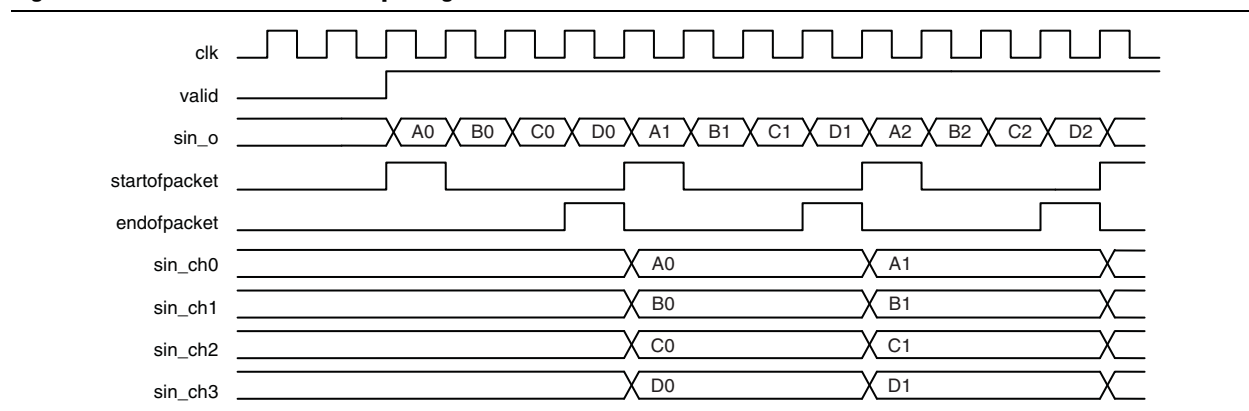 clk
valid
sin_o A0 B0 C0 D0 A1 B1 C1 D1 A2 B2 C2 D2
startofpacket
endofpacket
sin_ch0 A0 A1
sin_ch1 B0 B1
sin_ch2 C0 C1
sin_ch3 D0 D1